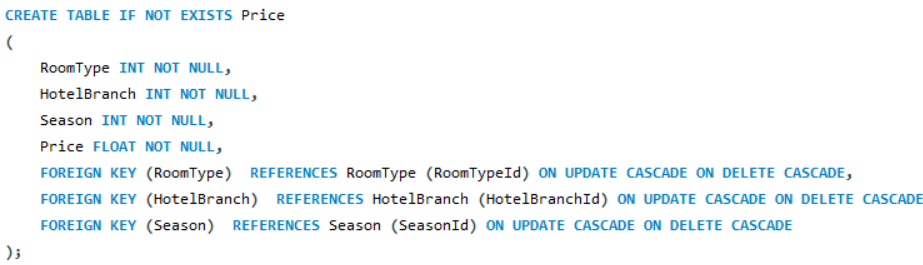 CREATE TABLE IF NOT EXISTS Price
(
RoomType INT NOT NULL,
HotelBranch INT NOT NULL,
Season INT NOT NULL,
Price FLOAT NOT NULL,
FOREIGN KEY (RoomType)  REFERENCES RoomType (RoomTypeId) ON UPDATE CASCADE ON DELETE CASCADE,
FOREIGN KEY (HotelBranch)  REFERENCES HotelBranch (HotelBranchId) ON UPDATE CASCADE ON DELETE CASCADE
FOREIGN KEY (Season)  REFERENCES Season (SeasonId) ON UPDATE CASCADE ON DELETE CASCADE
);